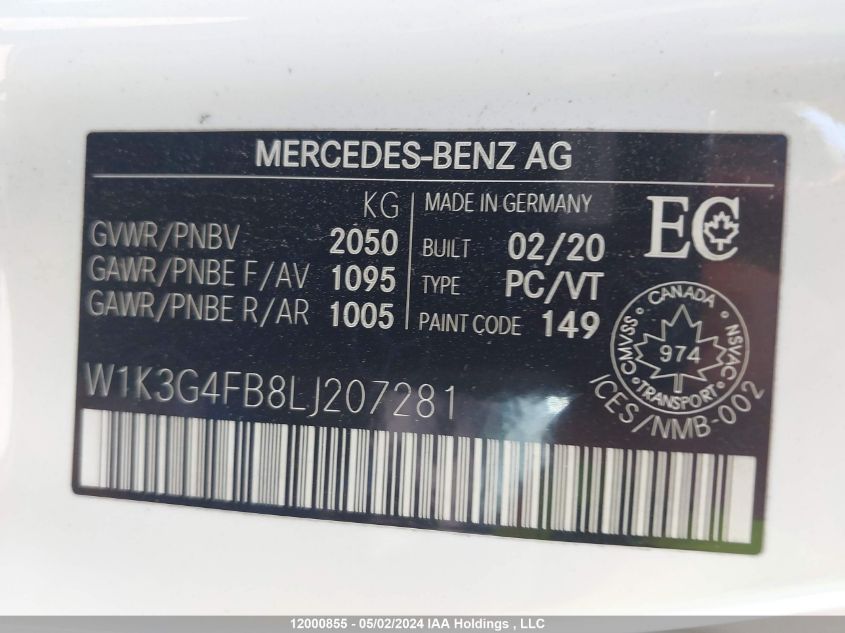 MERCEDES-BENZ AG
KG
GVWR/PNBV 2050
GAWR/PNBE F/AV 1095
GAWR/PNBE R/AR 1005
MADE IN GERMANY
BUILT 02/20
TYPE PC/VT
PAINT CODE 149
EC
CANADA
CMVSS 974 NSVAC
TRANSPORT
ICES/NMB-002
W1K3G4FB8LJ207281
12000855 - 05/02/2024 IAA Holdings , LLC